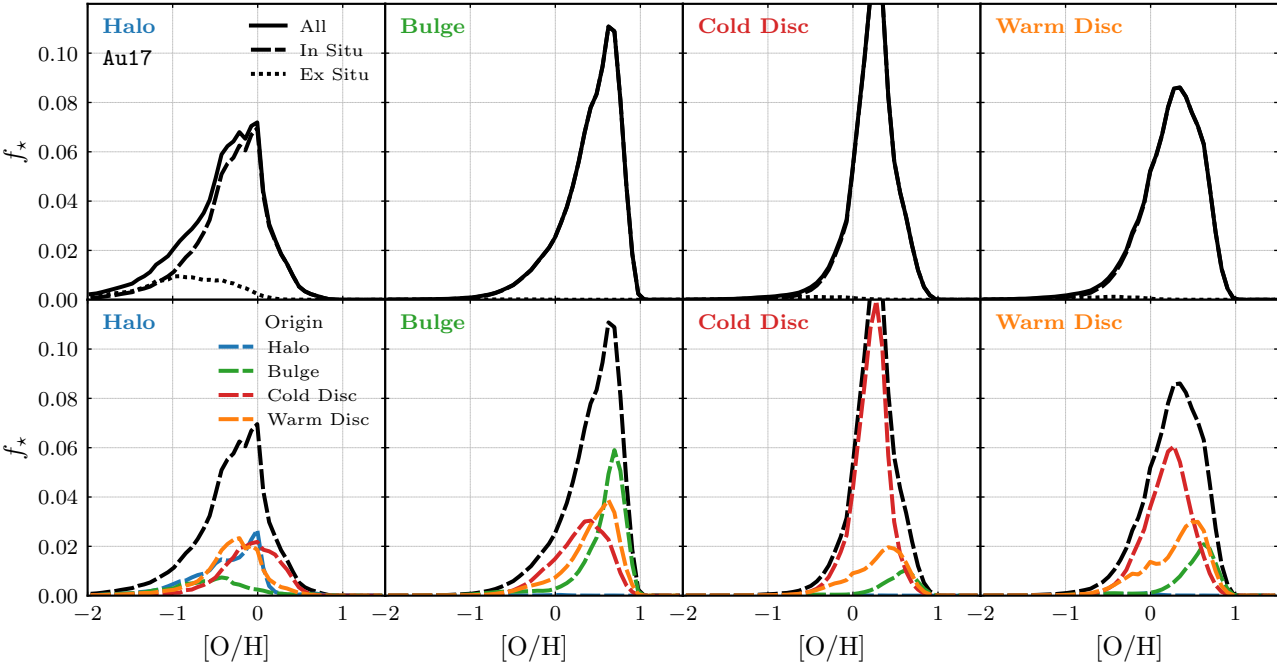 Halo
Au17
All
In Situ
Ex Situ
Bulge
Cold Disc
Warm Disc
0.10
0.08
0.06
0.04
0.02
0.00
f⋆
Halo
Origin
Halo
Bulge
Cold Disc
Warm Disc
Bulge
Cold Disc
Warm Disc
0.10
0.08
0.06
0.04
0.02
0.00
f⋆
−2 −1 0 1 −2 −1 0 1 −2 −1 0 1 −2 −1 0 1
[O/H] [O/H] [O/H] [O/H]